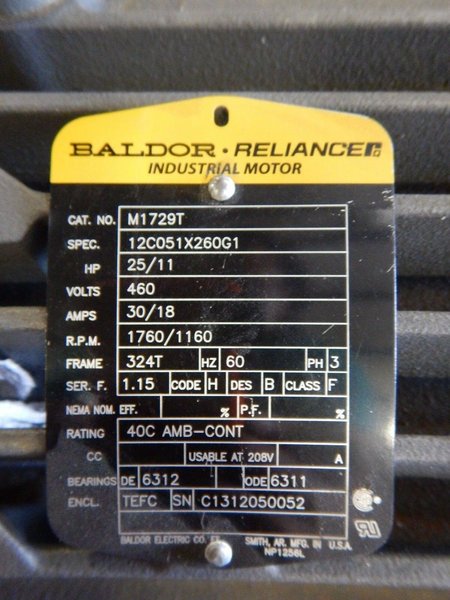 BALDOR • RELIANCE
INDUSTRIAL MOTOR
CAT. NO. M1729T
SPEC. 12C051X260G1
HP 25/11
VOLTS 460
AMPS 30/18
R.P.M. 1760/1160
FRAME 324T HZ 60 PH 3
SER. F. 1.15 CODE H DES B CLASS F
NEMA NOM. EFF. % P.F. %
RATING 40C AMB-CONT
CC USABLE AT 208V A
BEARINGS DE 6312 ODE 6311
ENCL. TEFC SN C1312050052
BALDOR ELECTRIC CO. SMITH, AR. MFG. IN U.S.A.
NP1256L